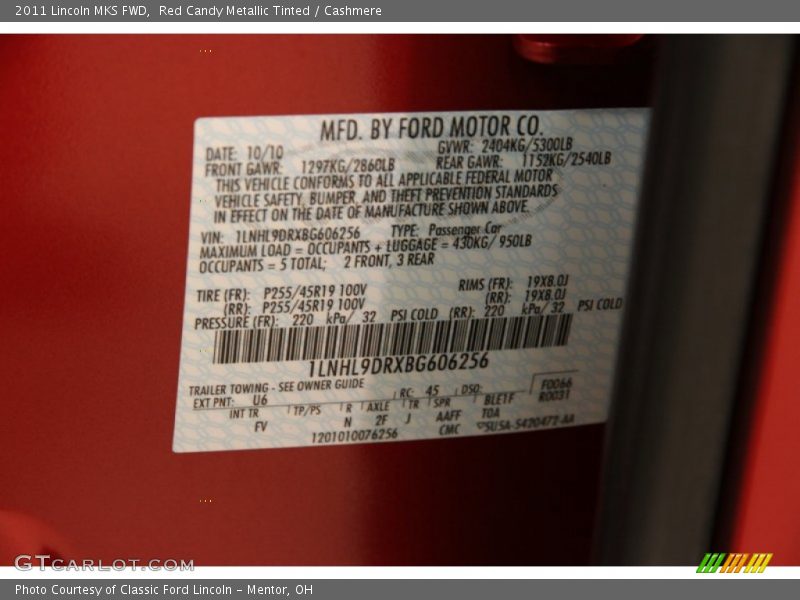 2011 Lincoln MKS FWD,  Red Candy Metallic Tinted / Cashmere
MFD. BY FORD MOTOR CO.
DATE: 10/10 GVWR: 2404KG/5300LB
FRONT GAWR: 1297KG/2860LB REAR GAWR: 1152KG/2540LB
THIS VEHICLE CONFORMS TO ALL APPLICABLE FEDERAL MOTOR
VEHICLE SAFETY, BUMPER, AND THEFT PREVENTION STANDARDS
IN EFFECT ON THE DATE OF MANUFACTURE SHOWN ABOVE.
VIN: 1LNHL9DRXBG606256 TYPE: Passenger Car
MAXIMUM LOAD = OCCUPANTS + LUGGAGE = 430KG/ 950LB
OCCUPANTS = 5 TOTAL; 2 FRONT, 3 REAR
TIRE (FR): P255/45R19 100V RIMS (FR): 19X8.0J
(RR): P255/45R19 100V (RR): 19X8.0J
PRESSURE (FR): 220 kPa/ 32 PSI COLD (RR): 220 kPa/ 32 PSI COLD
1LNHL9DRXBG606256
TRAILER TOWING - SEE OWNER GUIDE
EXT PNT: U6 RC: 45 DSO: F0066
R0031
INT TR TP/PS R AXLE TR SPR BLE1F
FV N 2F J AAFF TOA
1201010076256 CMC 5U5A-5420472-AA
GTCARLOT.COM
Photo Courtesy of Classic Ford Lincoln – Mentor, OH